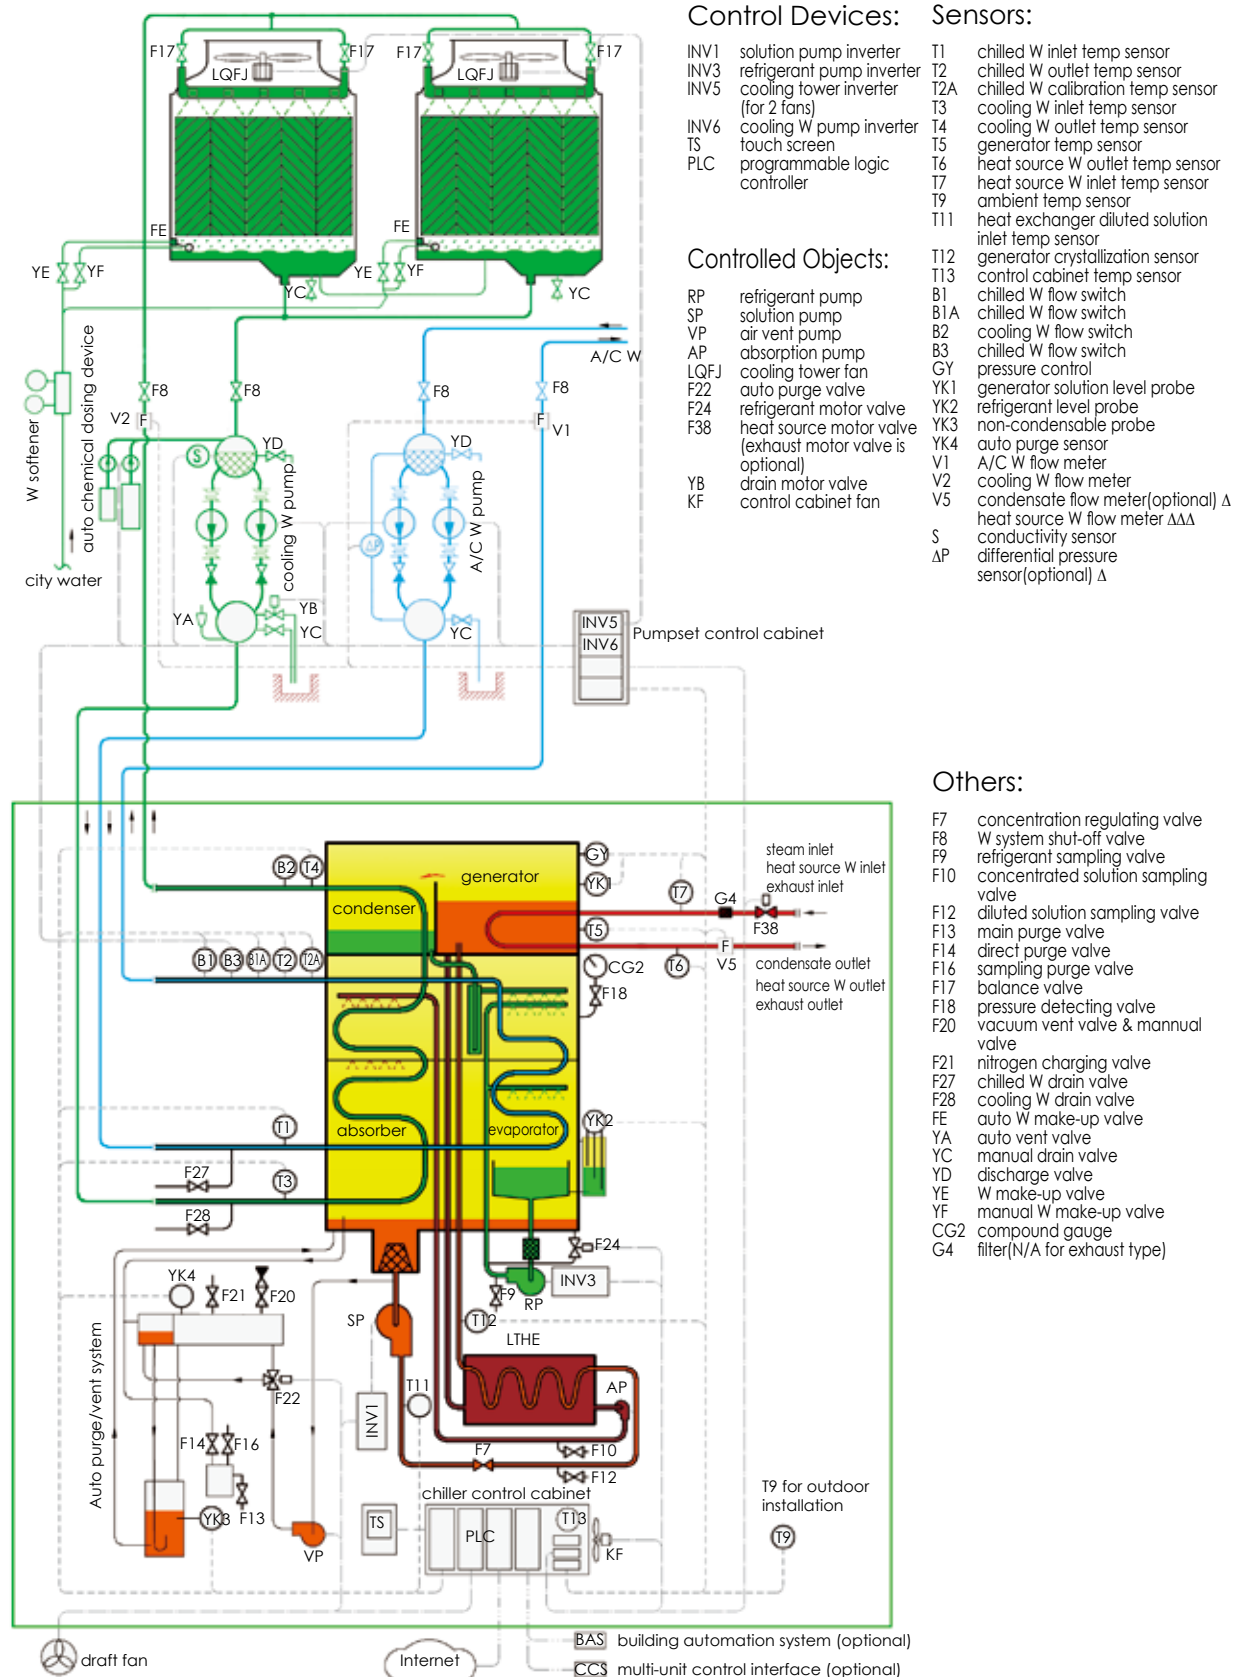 Control Devices:
INV1 solution pump inverter
INV3 refrigerant pump inverter
INV5 cooling tower inverter
(for 2 fans)
INV6 cooling W pump inverter
TS touch screen
PLC programmable logic
controller
Controlled Objects:
RP refrigerant pump
SP solution pump
VP air vent pump
AP absorption pump
LQFJ cooling tower fan
F22 auto purge valve
F24 refrigerant motor valve
F38 heat source motor valve
(exhaust motor valve is
optional)
YB drain motor valve
KF control cabinet fan
Sensors:
T1 chilled W inlet temp sensor
T2 chilled W outlet temp sensor
T2A chilled W calibration temp sensor
T3 cooling W inlet temp sensor
T4 cooling W outlet temp sensor
T5 generator temp sensor
T6 heat source W outlet temp sensor
T7 heat source W inlet temp sensor
T9 ambient temp sensor
T11 heat exchanger diluted solution
inlet temp sensor
T12 generator crystallization sensor
T13 control cabinet temp sensor
B1 chilled W flow switch
B1A chilled W flow switch
B2 cooling W flow switch
B3 chilled W flow switch
GY pressure control
YK1 generator solution level probe
YK2 refrigerant level probe
YK3 non-condensable probe
YK4 auto purge sensor
V1 A/C W flow meter
V2 cooling W flow meter
V5 condensate flow meter(optional) Δ
heat source W flow meter ΔΔΔ
S conductivity sensor
ΔP differential pressure
sensor(optional) Δ
Others:
F7 concentration regulating valve
F8 W system shut-off valve
F9 refrigerant sampling valve
F10 concentrated solution sampling
valve
F12 diluted solution sampling valve
F13 main purge valve
F14 direct purge valve
F16 sampling purge valve
F17 balance valve
F18 pressure detecting valve
F20 vacuum vent valve & mannual
valve
F21 nitrogen charging valve
F27 chilled W drain valve
F28 cooling W drain valve
FE auto W make-up valve
YA auto vent valve
YC manual drain valve
YD discharge valve
YE W make-up valve
YF manual W make-up valve
CG2 compound gauge
G4 filter(N/A for exhaust type)
F17 F17 F17 F17
LQFJ LQFJ
FE FE
YE YF YE YF
YC YC
A/C W
F8 F8 F8 F8
V2 F F V1
YD YD
S
ΔP
W softener
auto chemical dosing device
cooling W pump
A/C W pump
city water
YA YB
YC YC
INV5
INV6
Pumpset control cabinet
B2 T4
generator
condenser
GY
YK1
steam inlet
heat source W inlet
exhaust inlet
T7 G4
F38
T5
F
V5
T6
condensate outlet
heat source W outlet
exhaust outlet
B1 B3 B1A T2 T2A
CG2
F18
T1
absorber
evaporator
YK2
F27
T3
F28
F24
INV3
F9 RP
YK4
F21 F20
SP
T12
LTHE
Auto purge/vent system
F22
T11
INV1
AP
F14 F16
F7
F10
F12
YK3 F13
VP
chiller control cabinet
TS
PLC
T13
KF
T9 for outdoor
installation
T9
draft fan
Internet
BAS building automation system (optional)
CCS multi-unit control interface (optional)